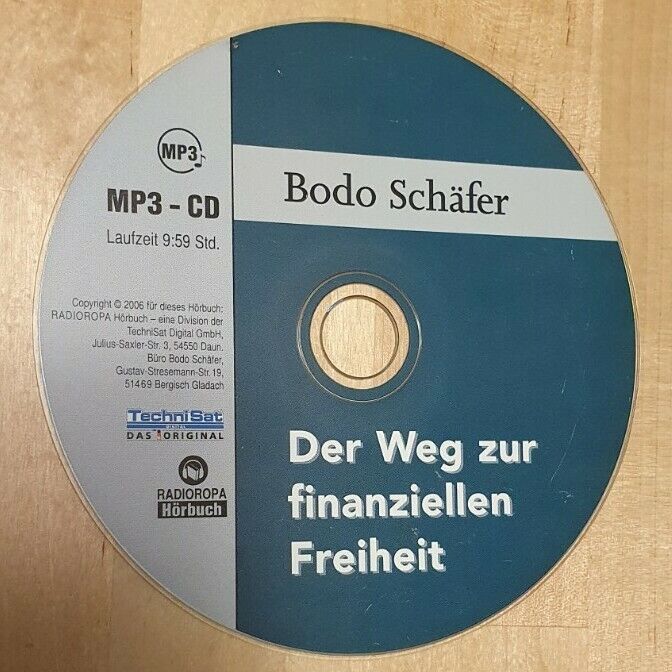 MP3
MP3 - CD
Laufzeit 9:59 Std.
Copyright © 2006 für dieses Hörbuch:
RADIOROPA Hörbuch – eine Division der
TechniSat Digital GmbH,
Julius-Saxler-Str. 3, 54550 Daun.
Büro Bodo Schäfer,
Gustav-Stresemann-Str. 19,
51469 Bergisch Gladach
TechniSat
DIGITAL
DAS ORIGINAL
RADIOROPA
Hörbuch
Bodo Schäfer
Der Weg zur
finanziellen
Freiheit